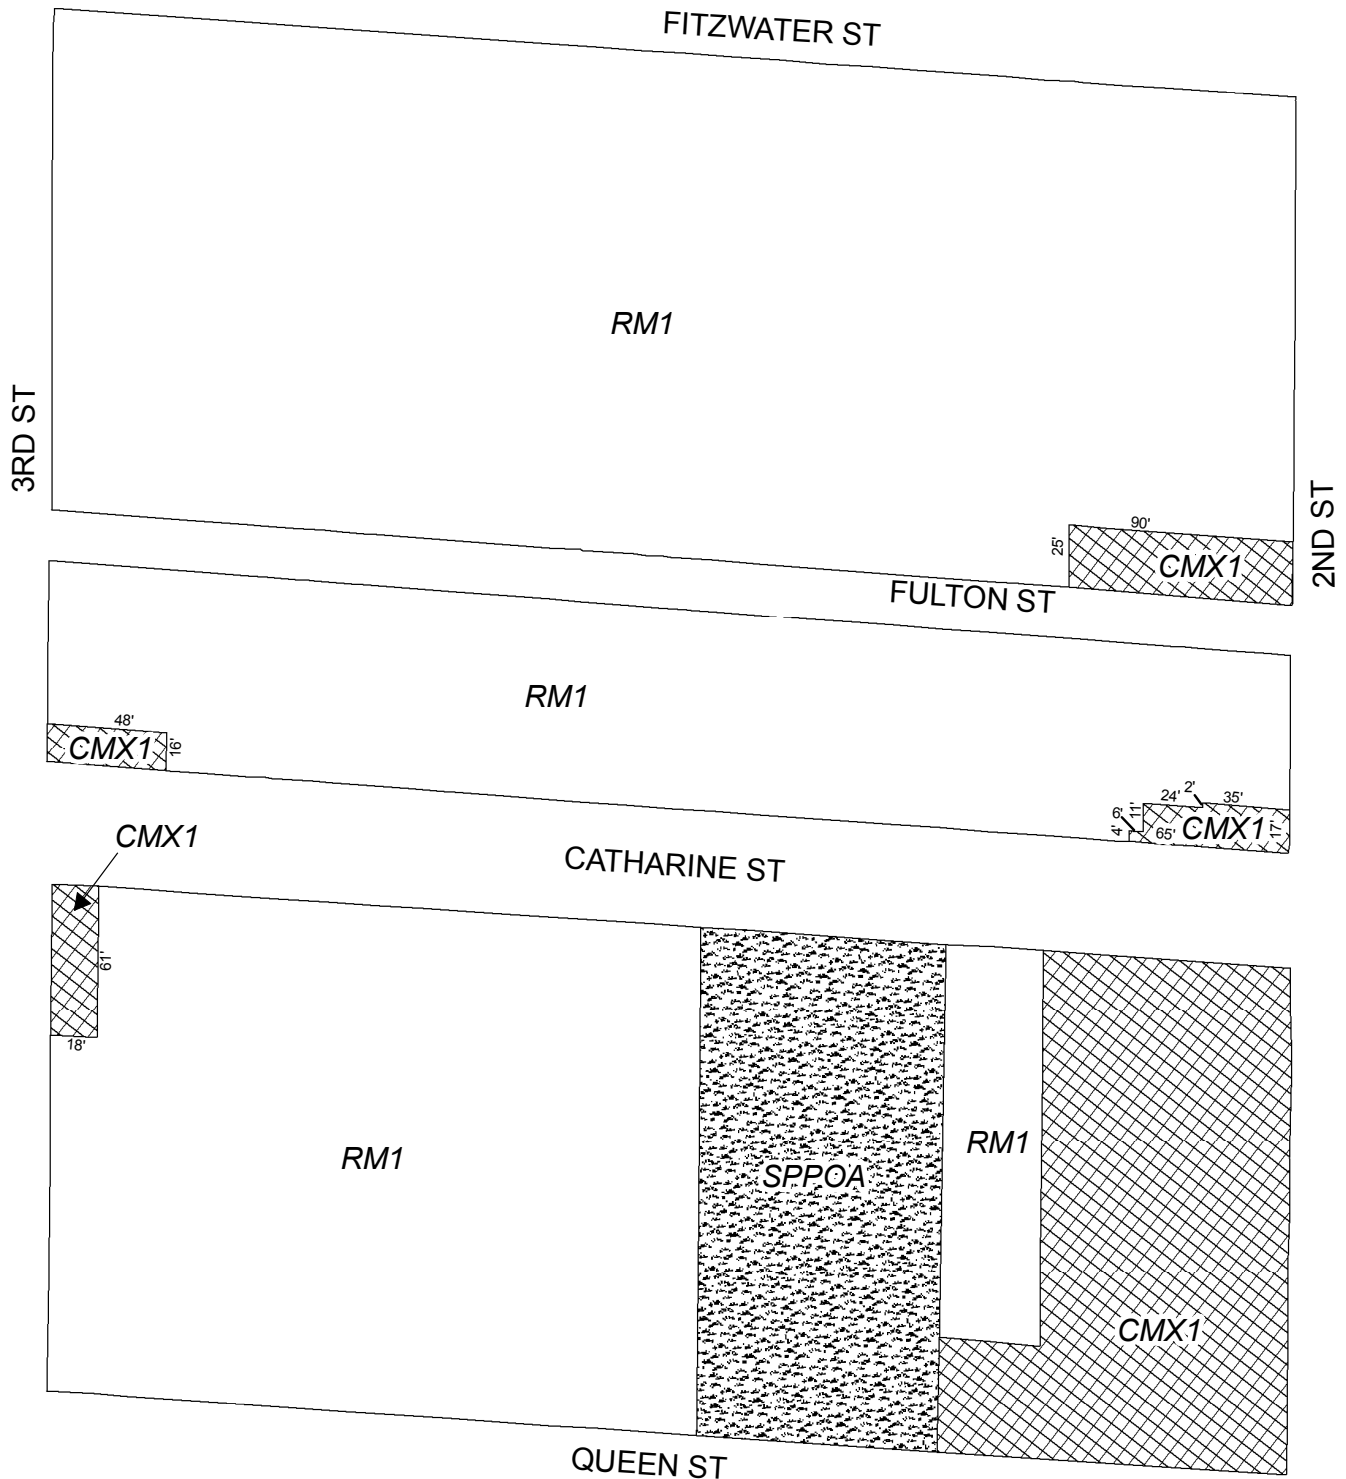 FITZWATER ST
RM1
3RD ST
2ND ST
90'
25'
CMX1
FULTON ST
RM1
48'
CMX1
16'
24'
2'
35'
6'
11'
4'
65'
CMX1
17'
CMX1
CATHARINE ST
61'
18'
RM1
SPPOA
RM1
CMX1
QUEEN ST